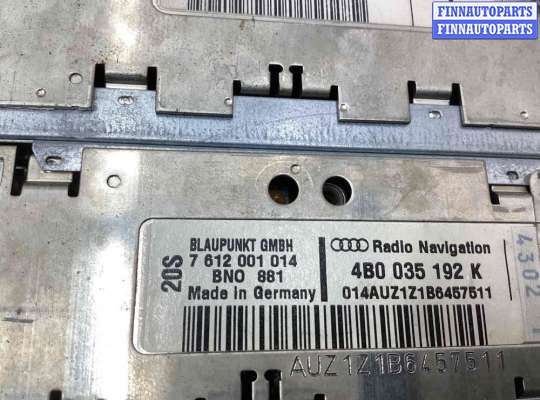 FINNAUTOPARTS
FINNAUTOPARTS
BLAUPUNKT GMBH
7 612 001 014
BNO 881
Made in Germany
20S
Radio Navigation
4B0 035 192 K
014AUZ1Z1B6457511
4302
AUZ1Z1B6457511